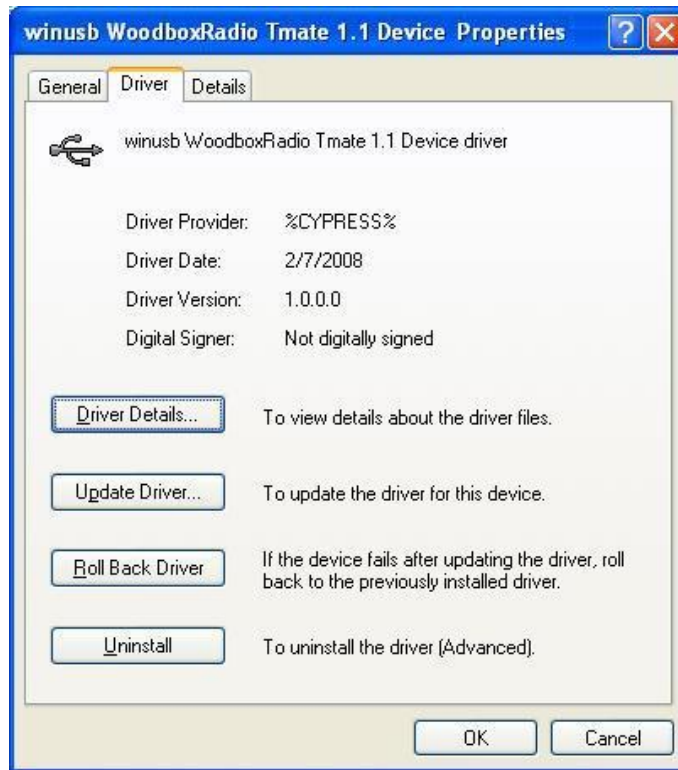 winusb WoodboxRadio Tmate 1.1 Device Properties
General Driver Details
winusb WoodboxRadio Tmate 1.1 Device driver
Driver Provider: %CYPRESS%
Driver Date: 2/7/2008
Driver Version: 1.0.0.0
Digital Signer: Not digitally signed
Driver Details... To view details about the driver files.
Update Driver... To update the driver for this device.
Roll Back Driver If the device fails after updating the driver, roll
back to the previously installed driver.
Uninstall To uninstall the driver (Advanced).
OK Cancel